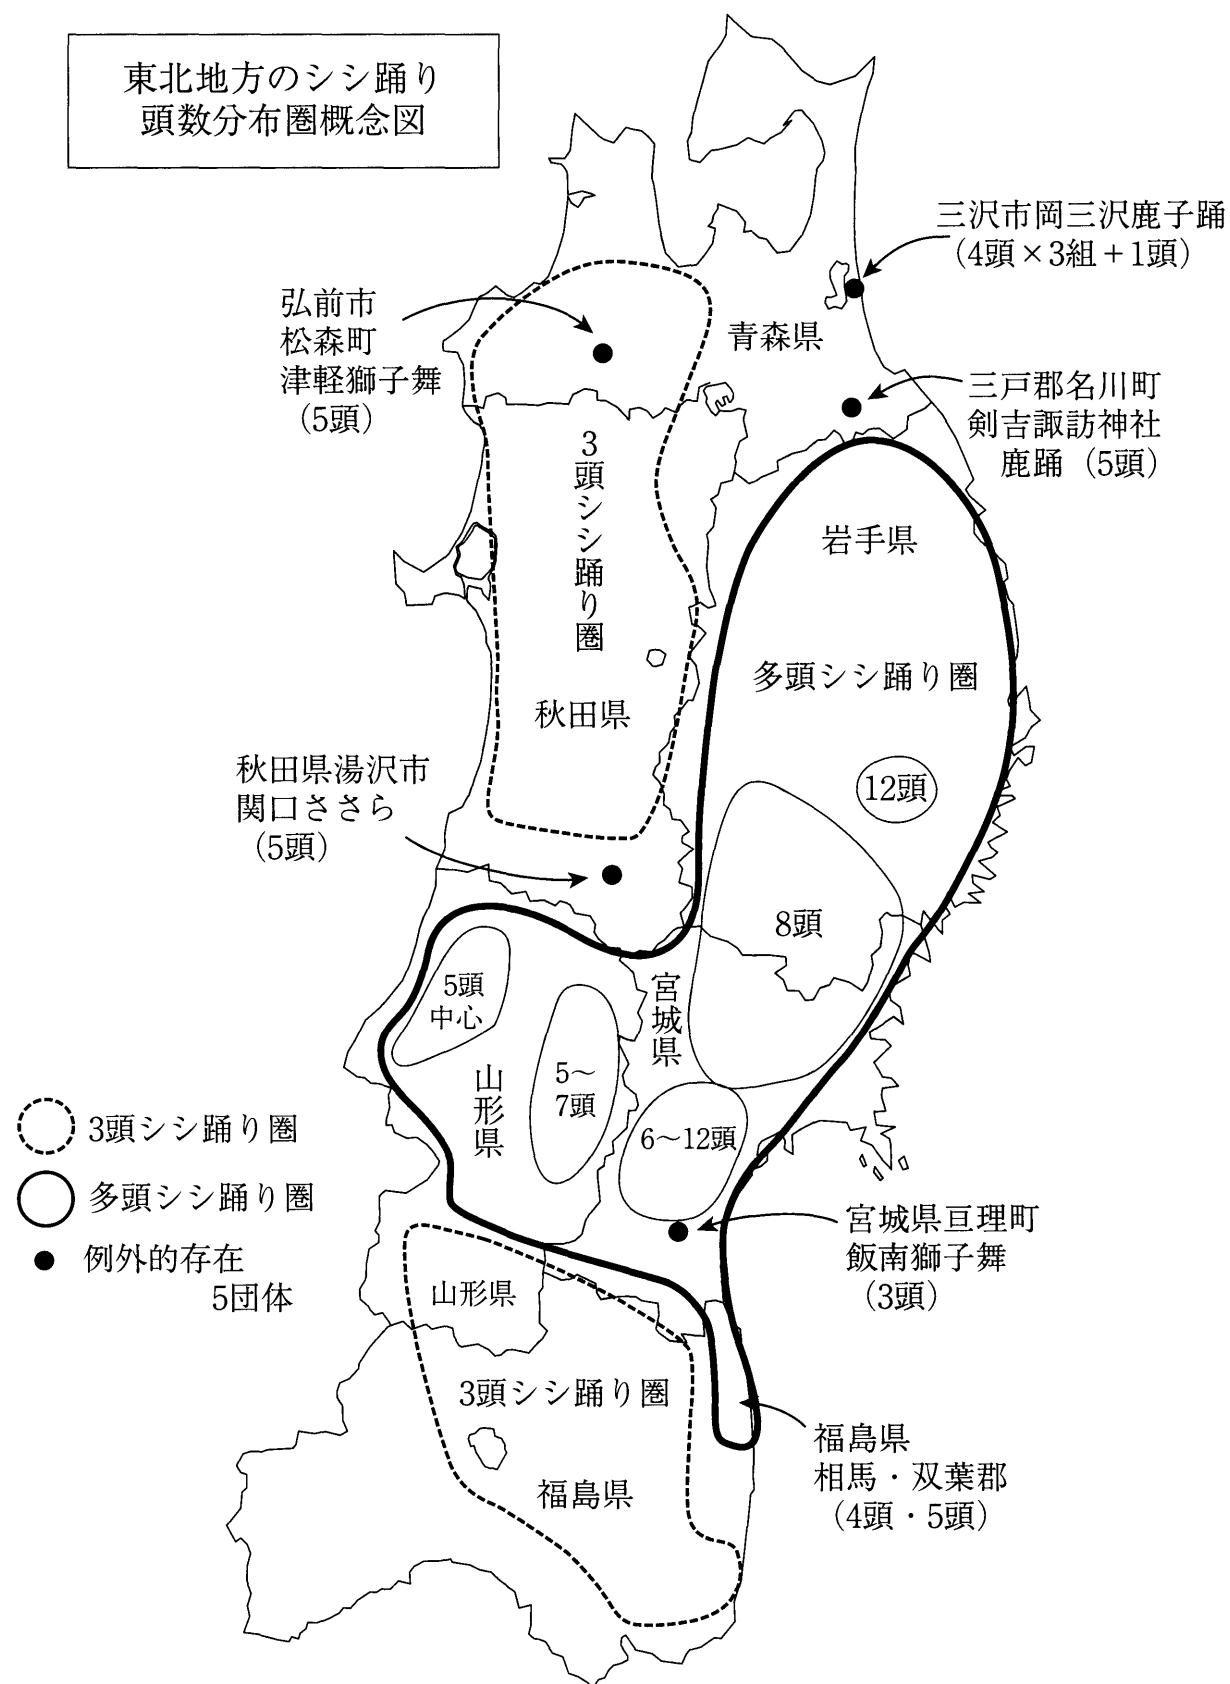 東北地方のシシ踊り
頭数分布圏概念図
三沢市岡三沢鹿子踊
（4頭×3組＋1頭）
弘前市
松森町
津軽獅子舞
（5頭）
青森県
三戸郡名川町
剣吉諏訪神社
鹿踊（5頭）
3頭シシ踊り圏
岩手県
多頭シシ踊り圏
秋田県
秋田県湯沢市
関口ささら
（5頭）
12頭
8頭
5頭
中心
宮城県
山形県
5〜
7頭
6〜12頭
3頭シシ踊り圏
多頭シシ踊り圏
例外的存在
5団体
宮城県亘理町
飯南獅子舞
（3頭）
山形県
3頭シシ踊り圏
福島県
福島県
相馬・双葉郡
（4頭・5頭）